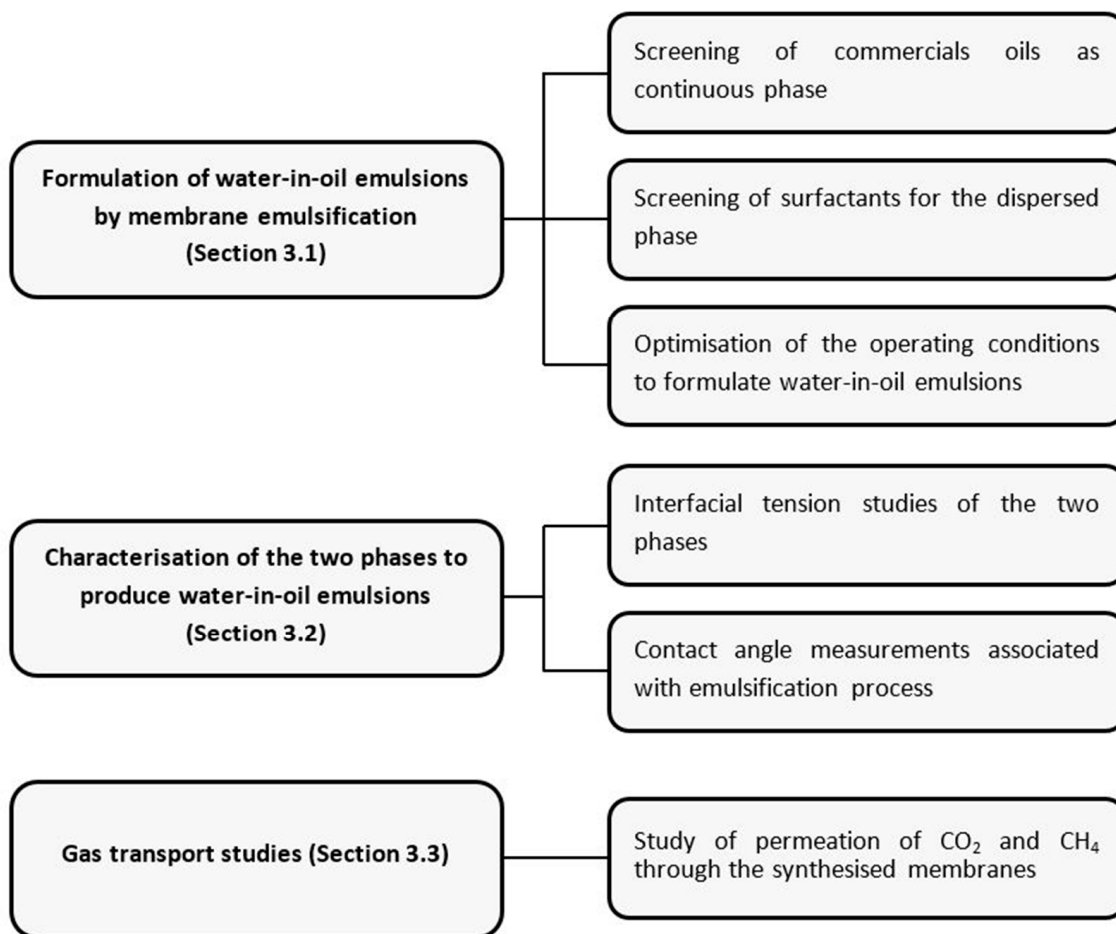 Formulation of water-in-oil emulsions
by membrane emulsification
(Section 3.1)
Screening of commercials oils as
continuous phase
Screening of surfactants for the dispersed
phase
Optimisation of the operating conditions
to formulate water-in-oil emulsions
Characterisation of the two phases to
produce water-in-oil emulsions
(Section 3.2)
Interfacial tension studies of the two
phases
Contact angle measurements associated
with emulsification process
Gas transport studies (Section 3.3)
Study of permeation of CO₂ and CH₄
through the synthesised membranes